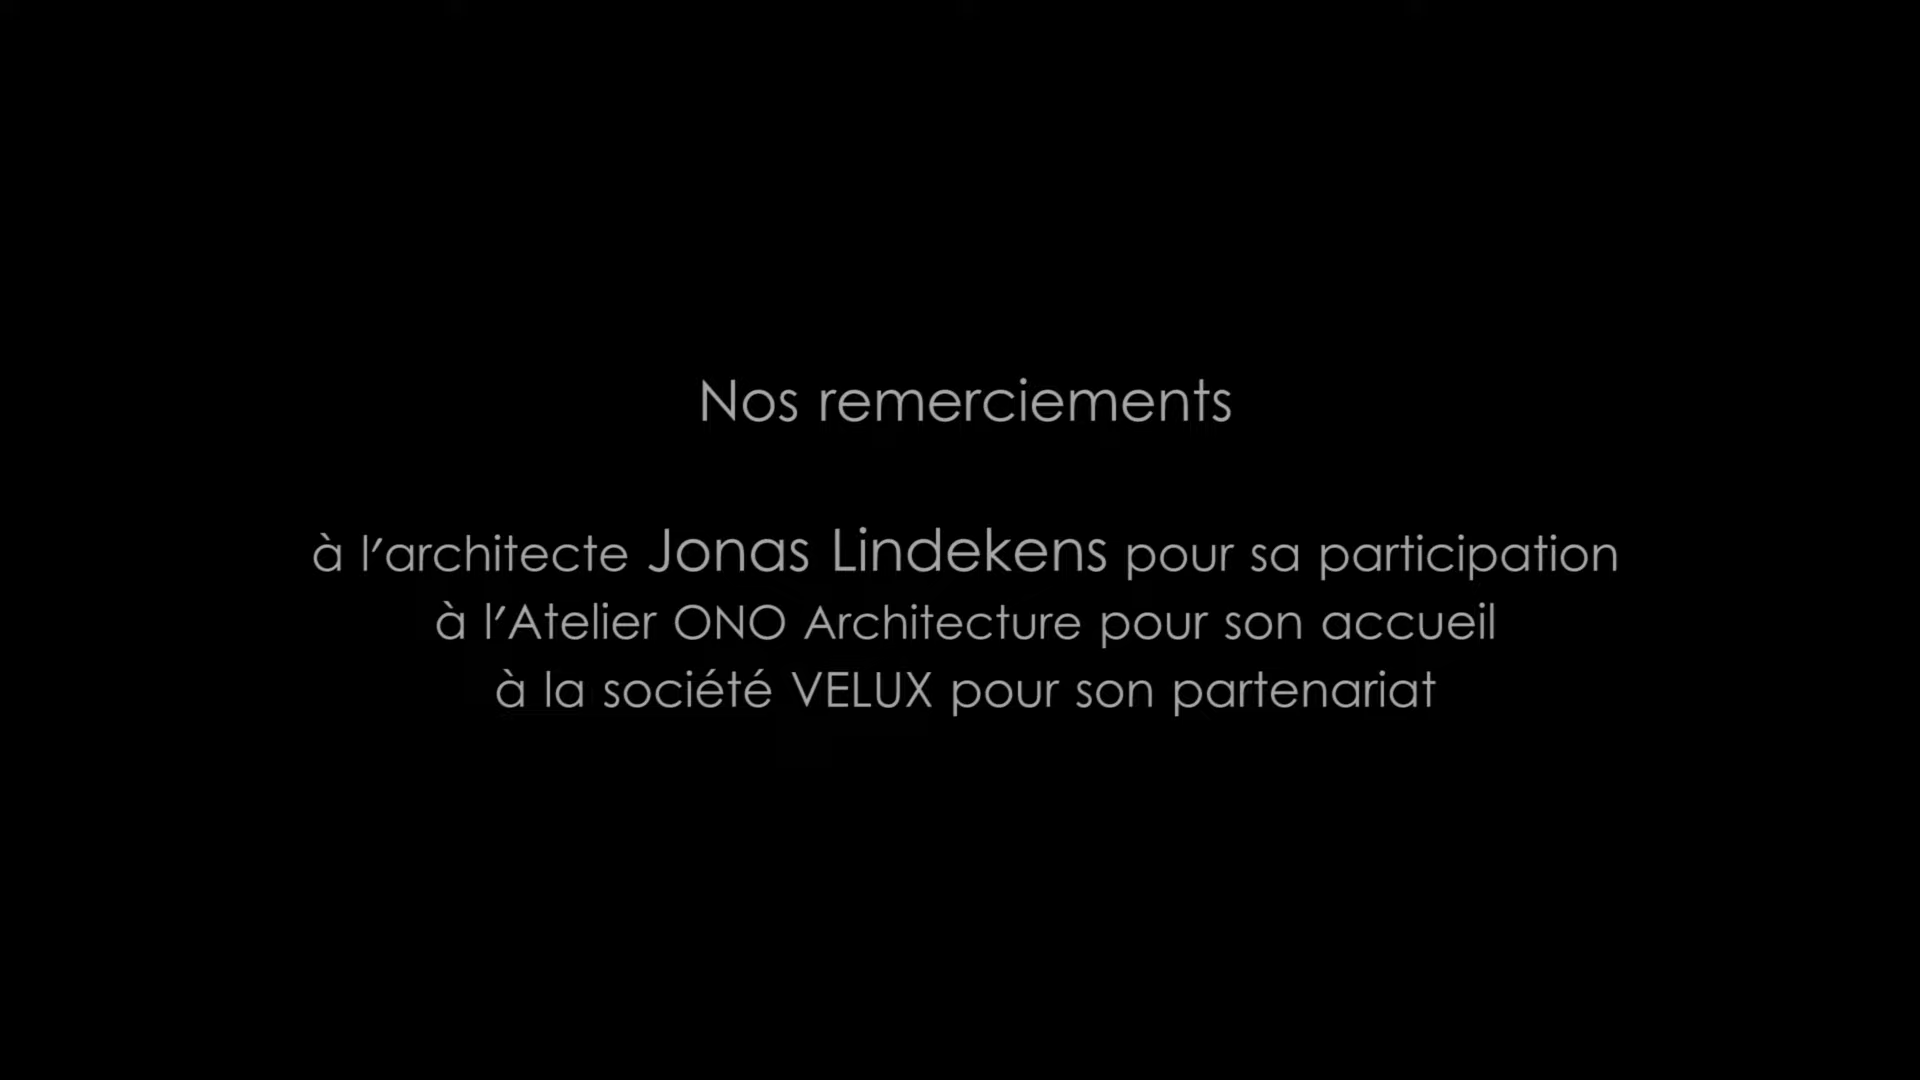 Nos remerciements
à l’architecte Jonas Lindekens pour sa participation
à l’Atelier ONO Architecture pour son accueil
à la société VELUX pour son partenariat